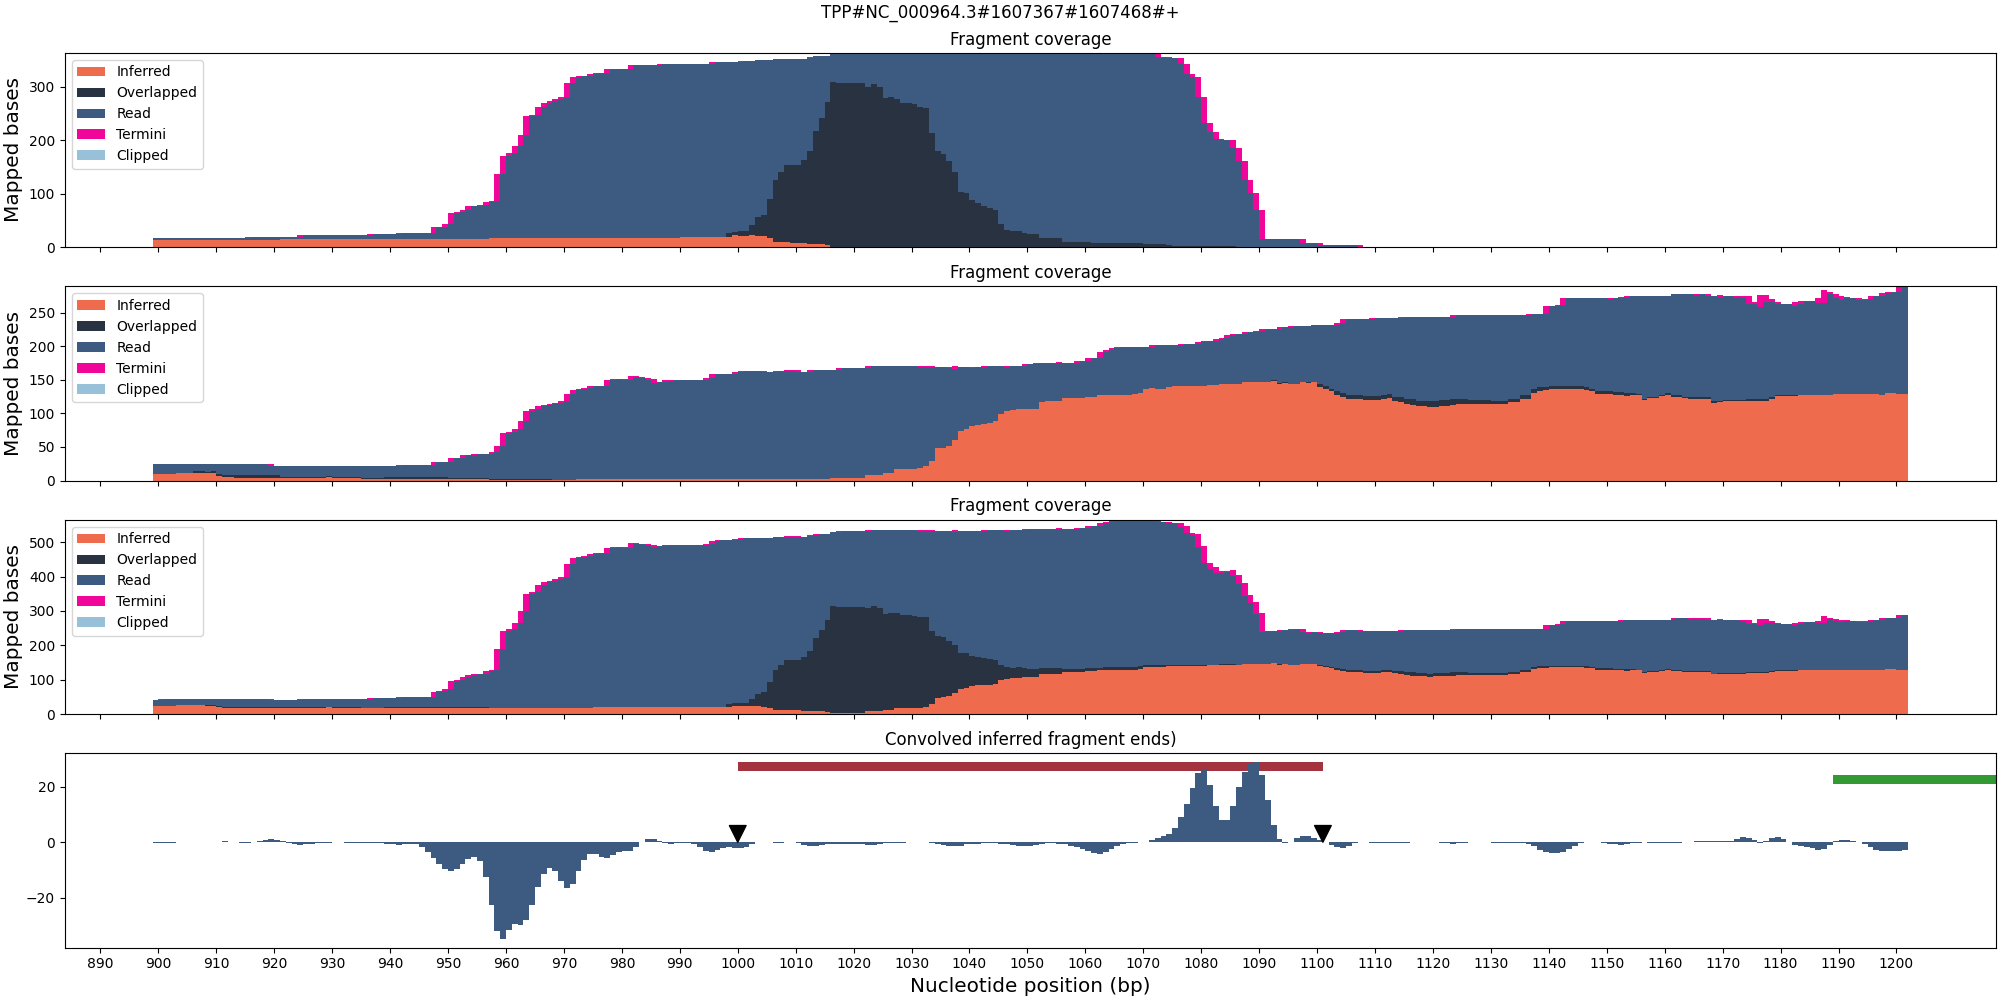 TPP#NC_000964.3#1607367#1607468#+
Fragment coverage
Mapped bases
300
200
100
0
Inferred
Overlapped
Read
Termini
Clipped
Fragment coverage
Mapped bases
250
200
150
100
50
0
Inferred
Overlapped
Read
Termini
Clipped
Fragment coverage
Mapped bases
500
400
300
200
100
0
Inferred
Overlapped
Read
Termini
Clipped
Convolved inferred fragment ends)
20
0
−20
890 900 910 920 930 940 950 960 970 980 990 1000 1010 1020 1030 1040 1050 1060 1070 1080 1090 1100 1110 1120 1130 1140 1150 1160 1170 1180 1190 1200
Nucleotide position (bp)